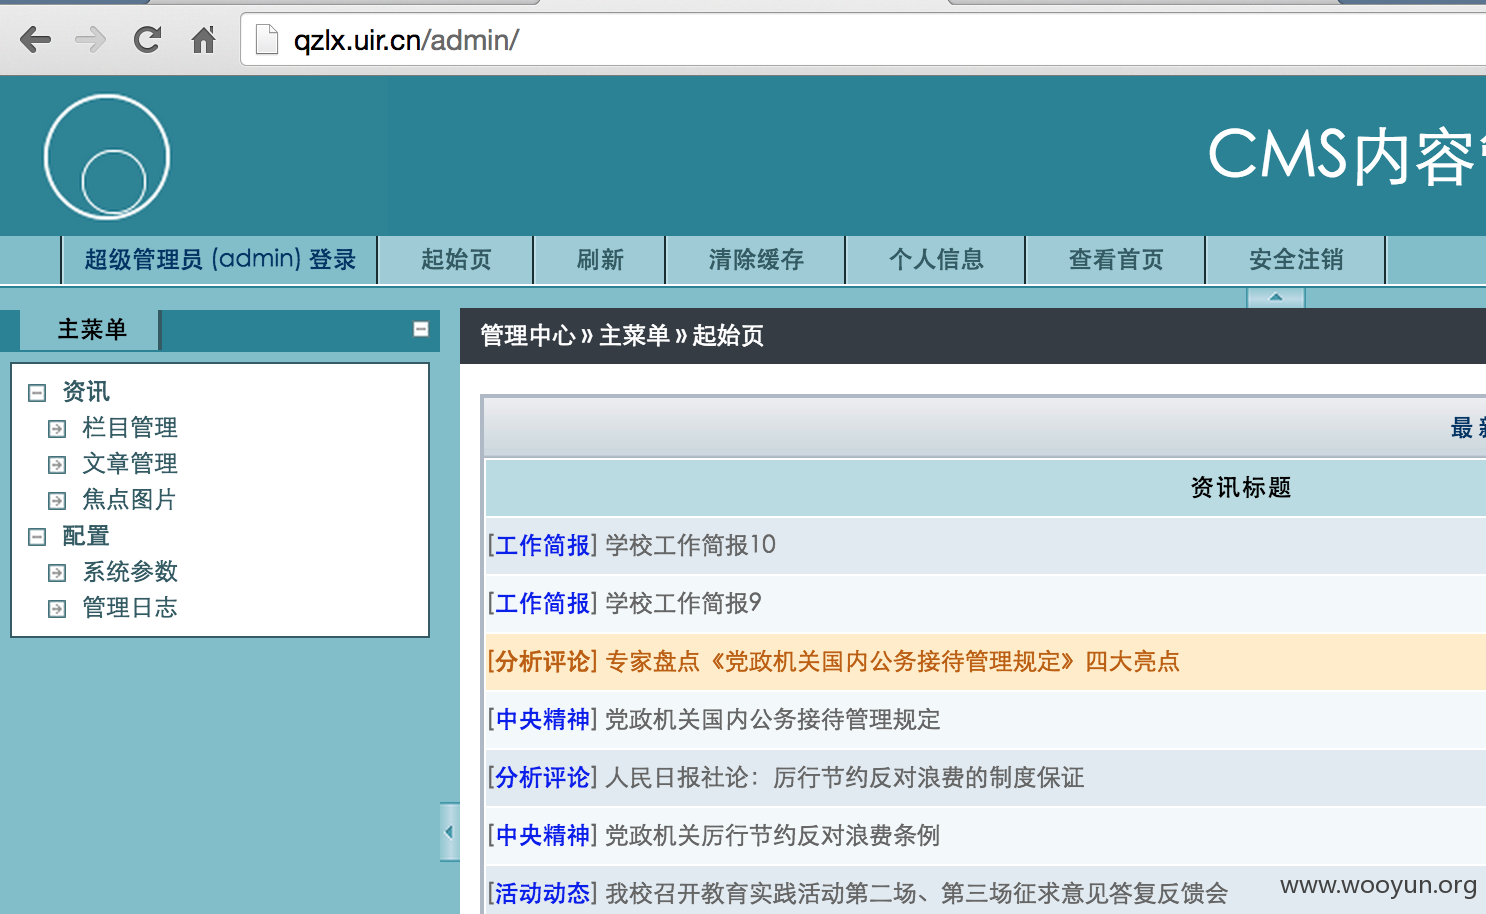 qzlx.uir.cn/admin/
CMS内容
超级管理员 (admin) 登录
起始页
刷新
清除缓存
个人信息
查看首页
安全注销
主菜单
资讯
栏目管理
文章管理
焦点图片
配置
系统参数
管理日志
管理中心 » 主菜单 » 起始页
最新
资讯标题
[工作简报] 学校工作简报10
[工作简报] 学校工作简报9
[分析评论] 专家盘点《党政机关国内公务接待管理规定》四大亮点
[中央精神] 党政机关国内公务接待管理规定
[分析评论] 人民日报社论：厉行节约反对浪费的制度保证
[中央精神] 党政机关厉行节约反对浪费条例
[活动动态] 我校召开教育实践活动第二场、第三场征求意见答复反馈会
www.wooyun.org